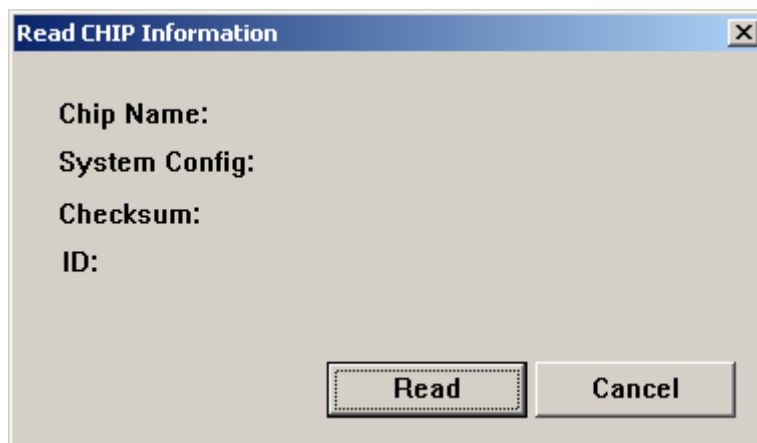 Read CHIP Information
Chip Name:
System Config:
Checksum:
ID:
Read Cancel